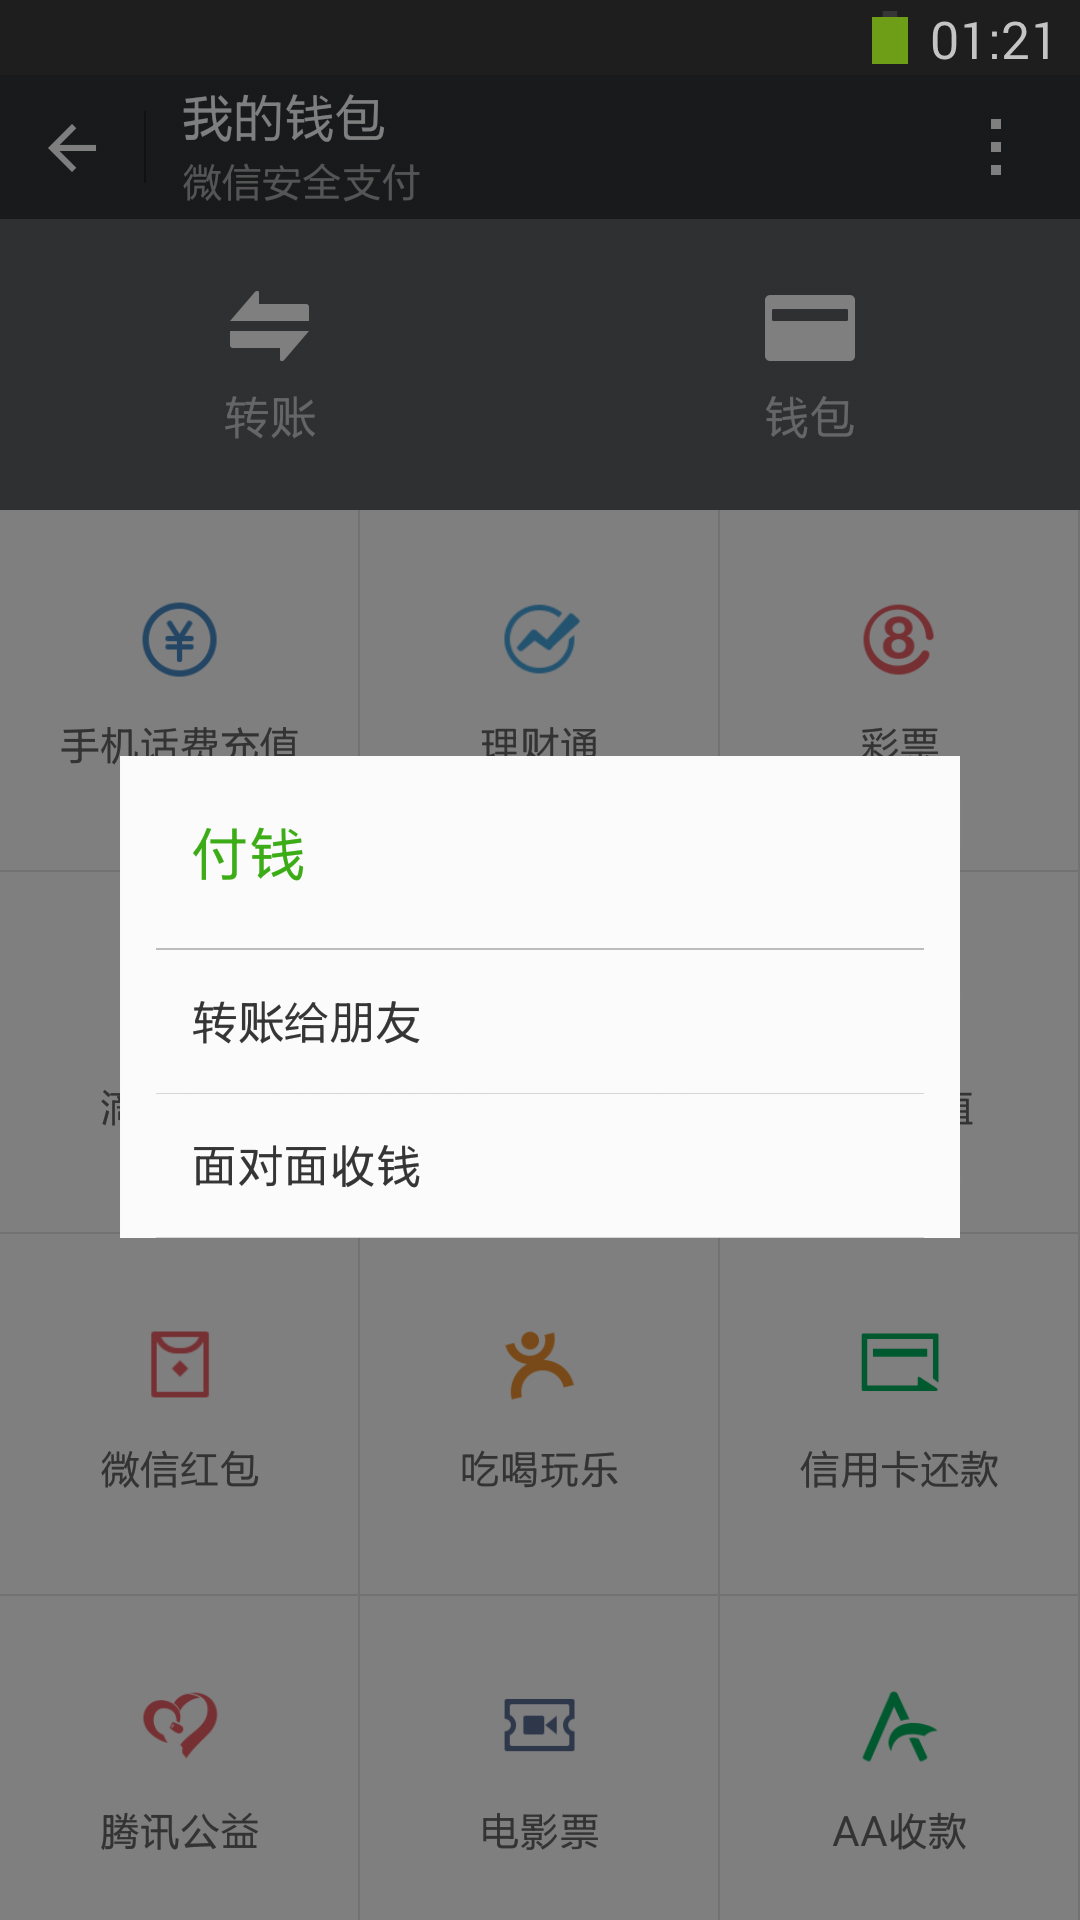 01:21
我的钱包
微信安全支付
转账
钱包
手机话费充值
理财通
彩票
付钱
转账给朋友
面对面收钱
微信红包
吃喝玩乐
信用卡还款
腾讯公益
电影票
AA收款